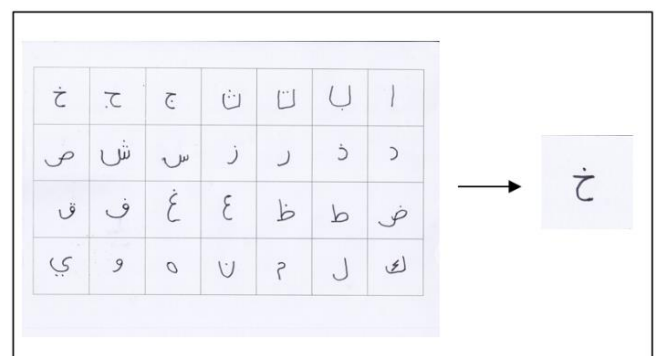 ا ب ت ث ج ح خ
د ذ ر ز س ش ص
ض ط ظ ع غ ف ق
ك ل م ن ه و ي
خ